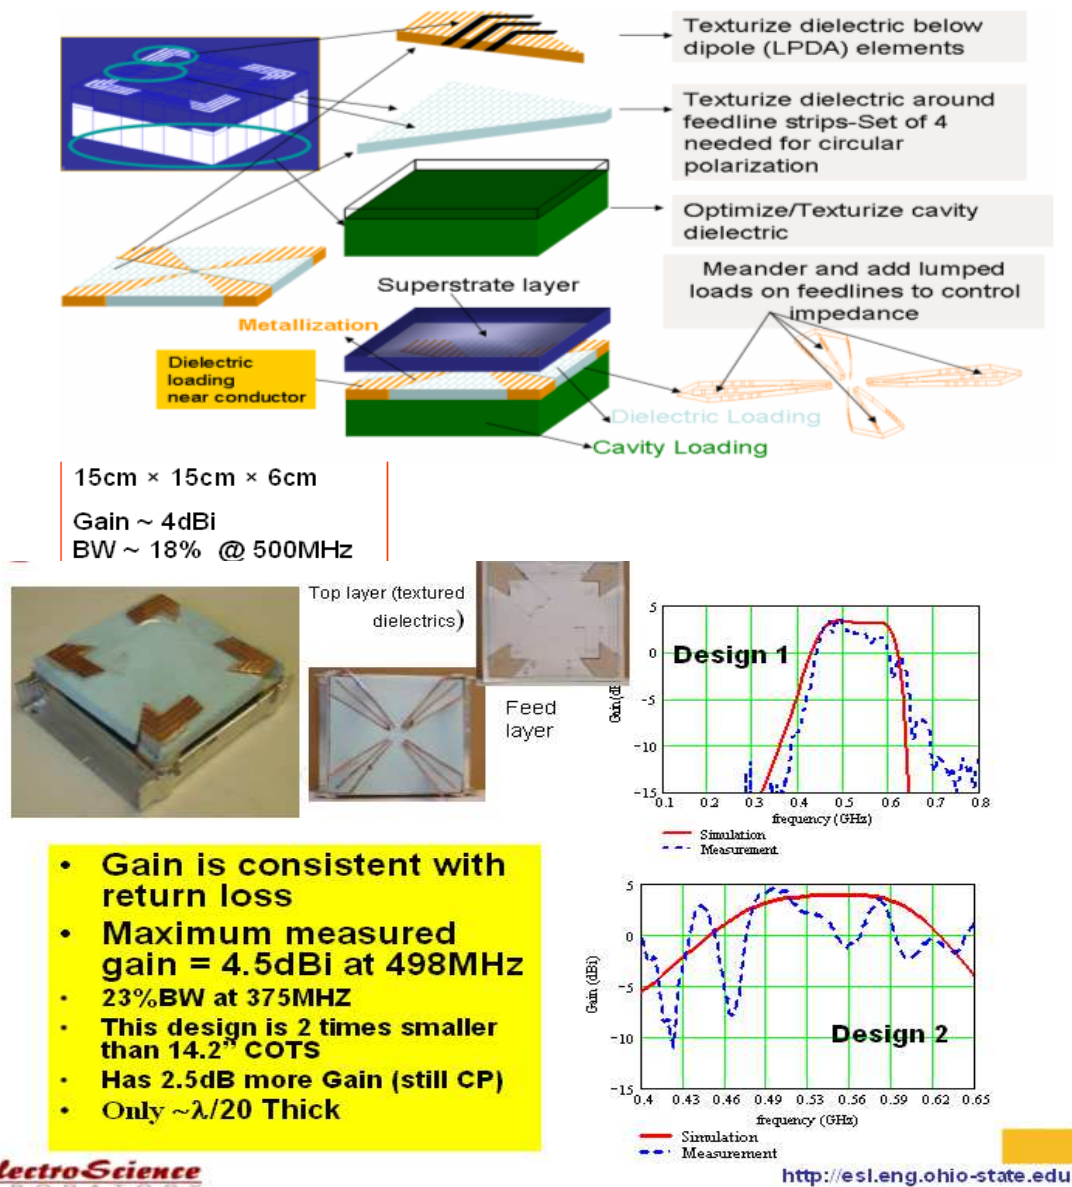 Texturize dielectric below
dipole (LPDA) elements
Texturize dielectric around
feedline strips-Set of 4
needed for circular
polarization
Optimize/Texturize cavity
dielectric
Meander and add lumped
loads on feedlines to control
impedance
Superstrate layer
Metallization
Dielectric
loading
near conductor
Dielectric Loading
Cavity Loading
15cm × 15cm × 6cm
Gain ~ 4dBi
BW ~ 18% @ 500MHz
Top layer (textured
dielectrics)
Feed
layer
Design 1
Gain(dB
5
0
−5
−10
−15
0.1 0.2 0.3 0.4 0.5 0.6 0.7 0.8
frequency (GHz)
Simulation
Measurement
• Gain is consistent with
return loss
• Maximum measured
gain = 4.5dBi at 498MHz
• 23%BW at 375MHZ
• This design is 2 times smaller
than 14.2” COTS
• Has 2.5dB more Gain (still CP)
• Only ~λ/20 Thick
Design 2
Gain (dBi)
5
0
−5
−10
−15
0.4 0.43 0.46 0.49 0.53 0.56 0.59 0.62 0.65
frequency (GHz)
Simulation
Measurement
lectroScience
http://esl.eng.ohio-state.edu